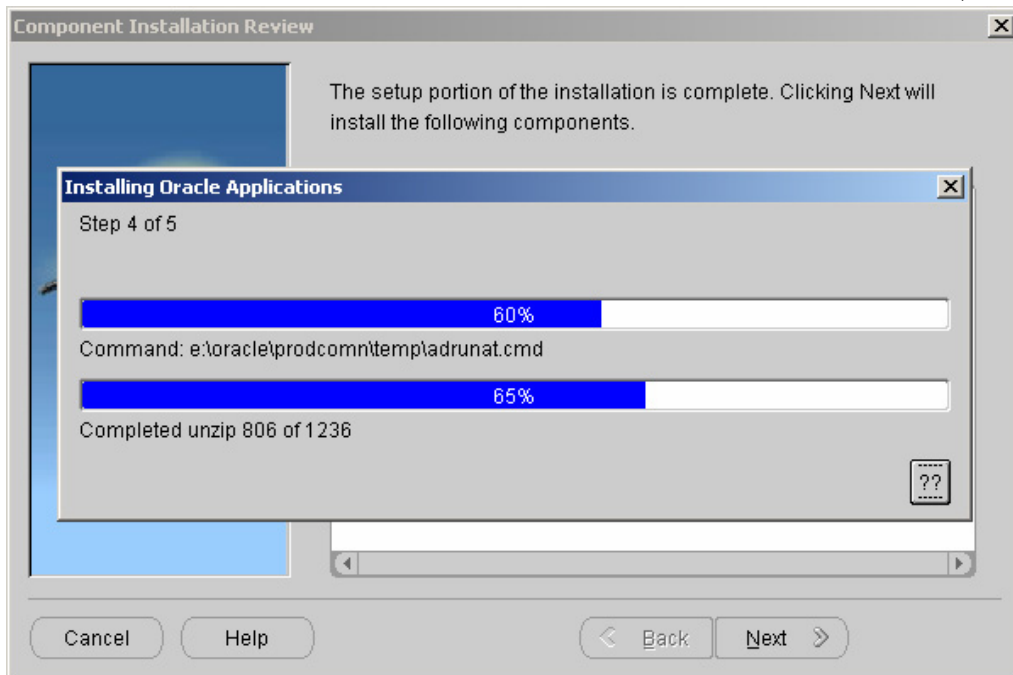 Component Installation Review
The setup portion of the installation is complete. Clicking Next will
install the following components.
Installing Oracle Applications
Step 4 of 5
60%
Command: e:\oracle\prodcomn\temp\adrunat.cmd
65%
Completed unzip 806 of 1236
??
Cancel
Help
Back
Next